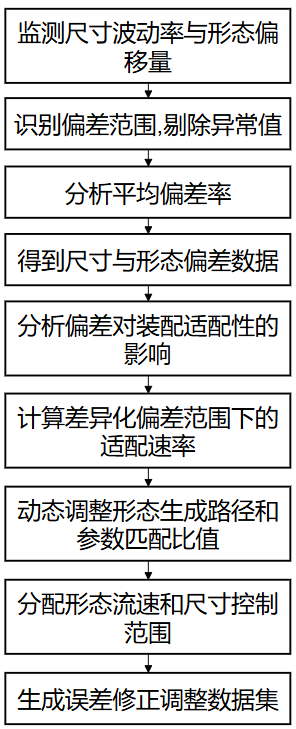 监测尺寸波动率与形态偏
移量
识别偏差范围,剔除异常值
分析平均偏差率
得到尺寸与形态偏差数据
分析偏差对装配适配性的
影响
计算差异化偏差范围下的
适配速率
动态调整形态生成路径和
参数匹配比值
分配形态流速和尺寸控制
范围
生成误差修正调整数据集